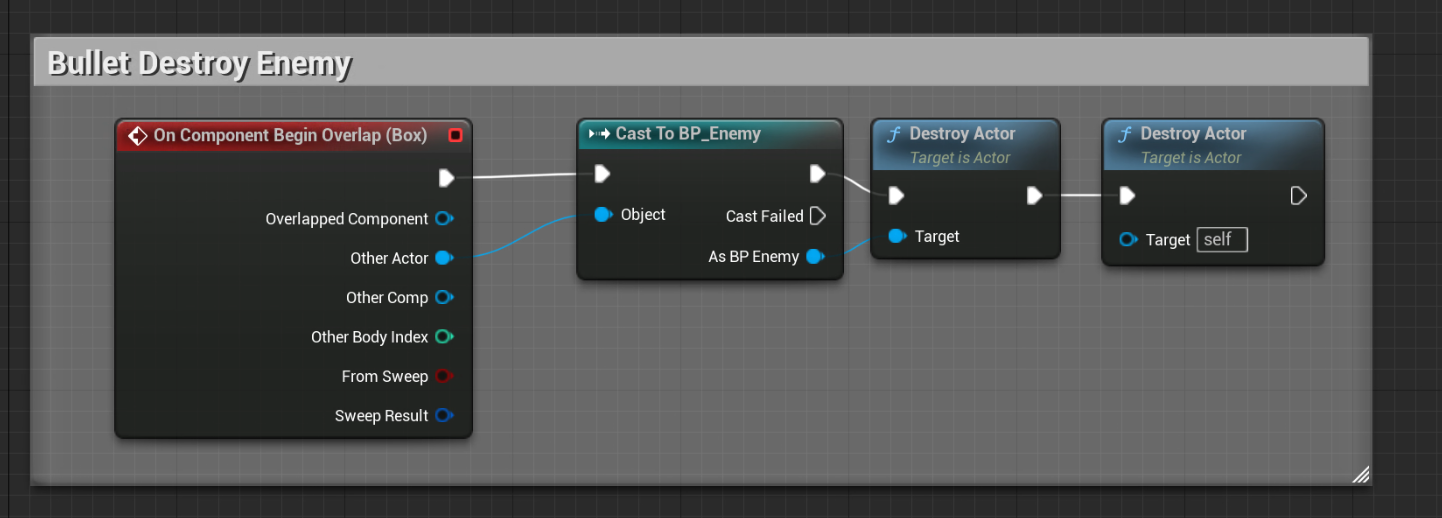 Bullet Destroy Enemy
On Component Begin Overlap (Box)
Overlapped Component
Other Actor
Other Comp
Other Body Index
From Sweep
Sweep Result
Cast To BP_Enemy
Object
Cast Failed
As BP Enemy
Destroy Actor
Target is Actor
Target
Destroy Actor
Target is Actor
Target self